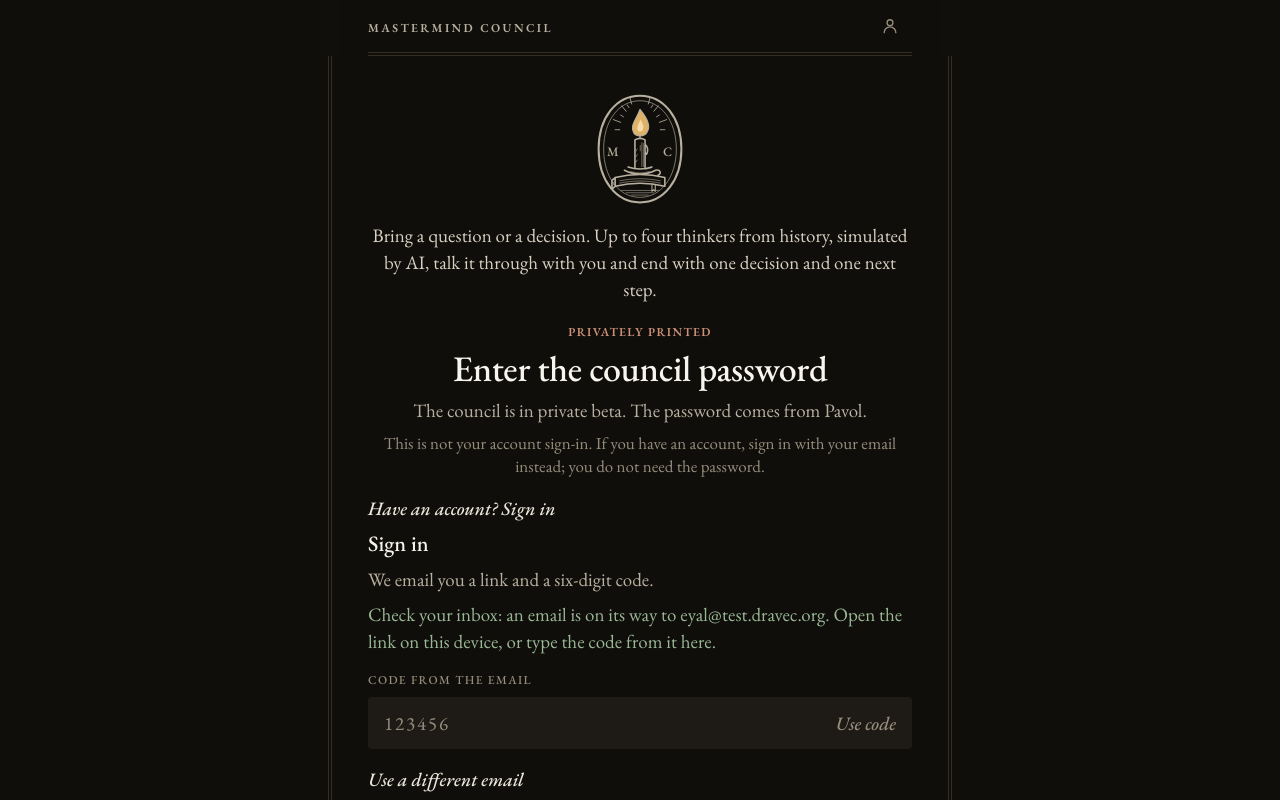 MASTERMIND COUNCIL
M C
Bring a question or a decision. Up to four thinkers from history, simulated
by AI, talk it through with you and end with one decision and one next
step.
PRIVATELY PRINTED
Enter the council password
The council is in private beta. The password comes from Pavol.
This is not your account sign-in. If you have an account, sign in with your email
instead; you do not need the password.
Have an account? Sign in
Sign in
We email you a link and a six-digit code.
Check your inbox: an email is on its way to eyal@test.dravec.org. Open the
link on this device, or type the code from it here.
CODE FROM THE EMAIL
123456 Use code
Use a different email